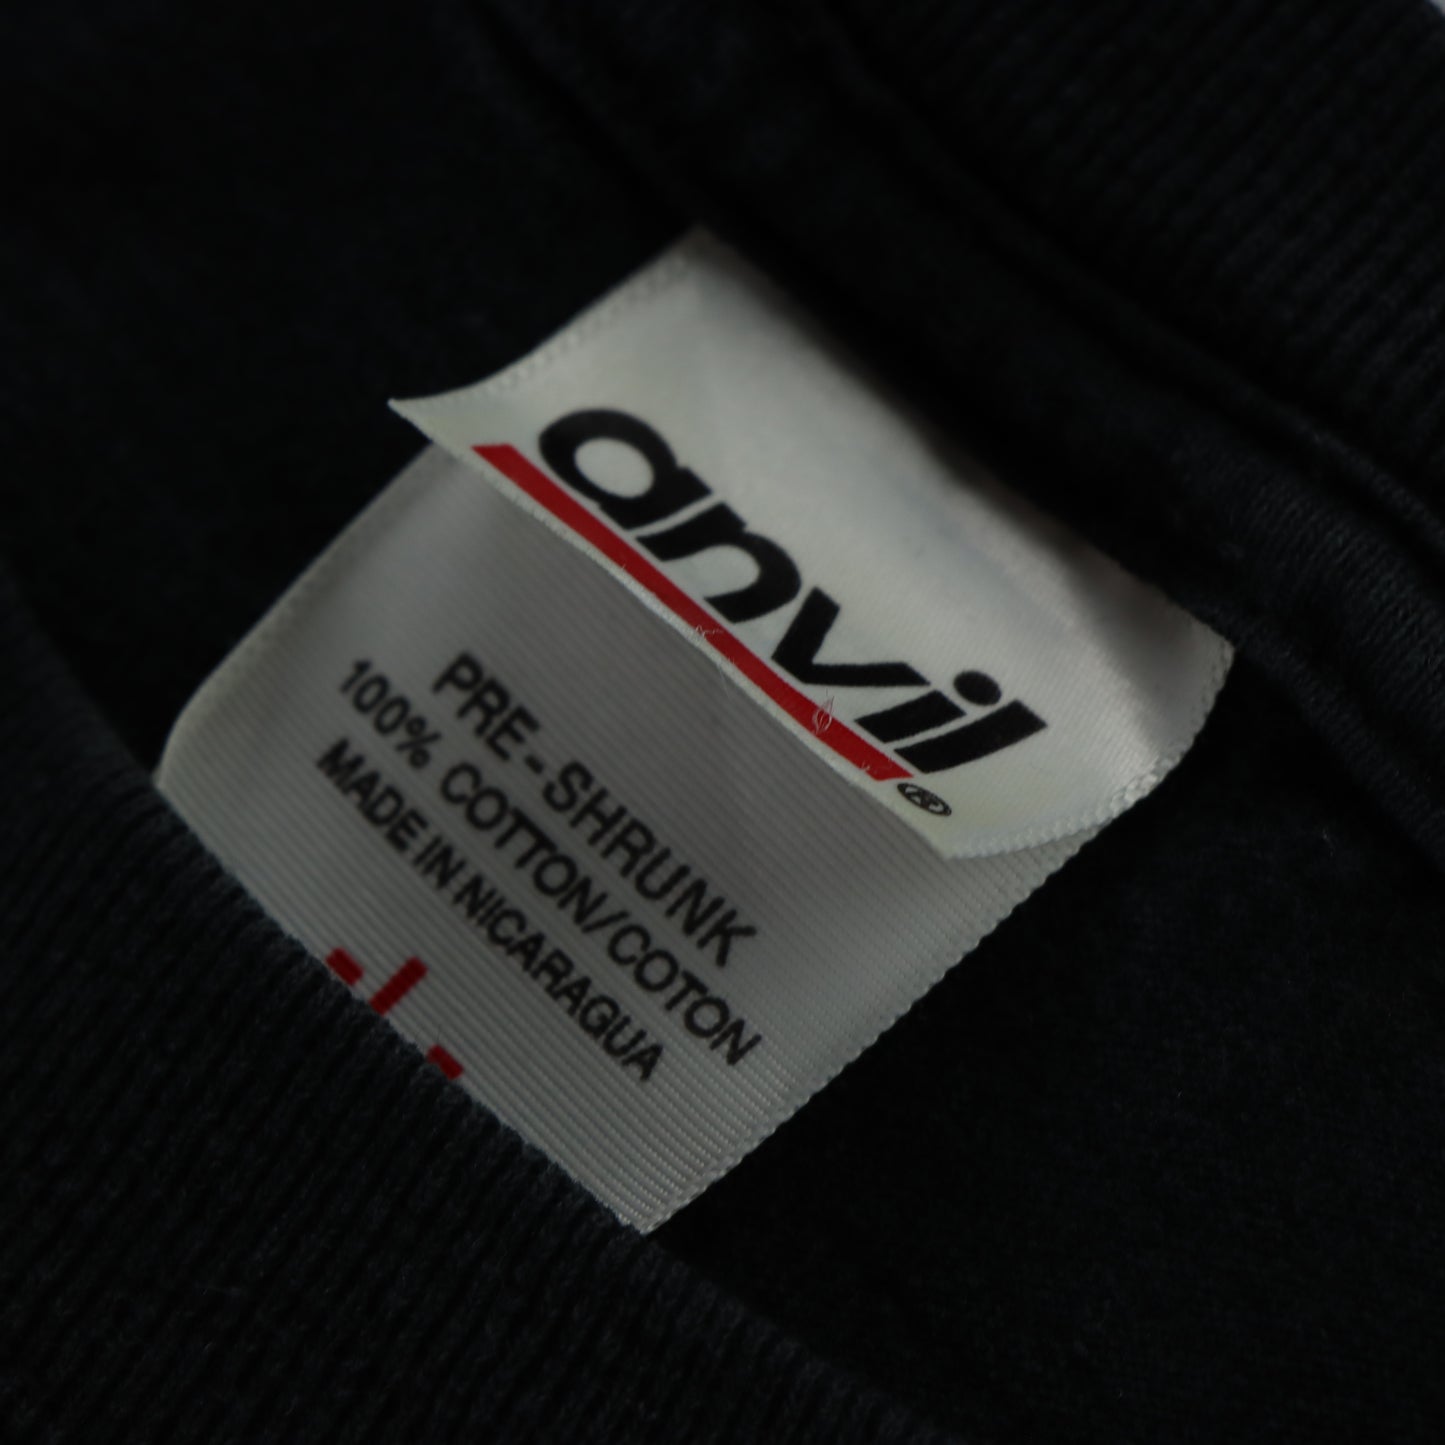 anvil®
PRE-SHRUNK
100% COTTON/COTON
MADE IN NICARAGUA